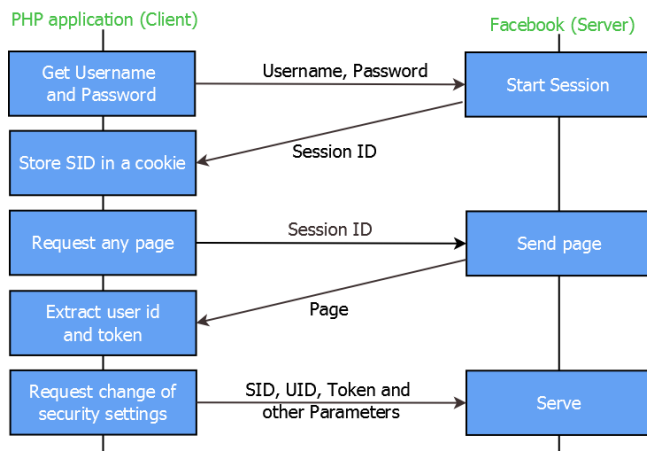 PHP application (Client)
Facebook (Server)
Get Username
and Password
Username, Password
Start Session
Session ID
Store SID in a cookie
Request any page
Session ID
Send page
Page
Extract user id
and token
Request change of
security settings
SID, UID, Token and
other Parameters
Serve